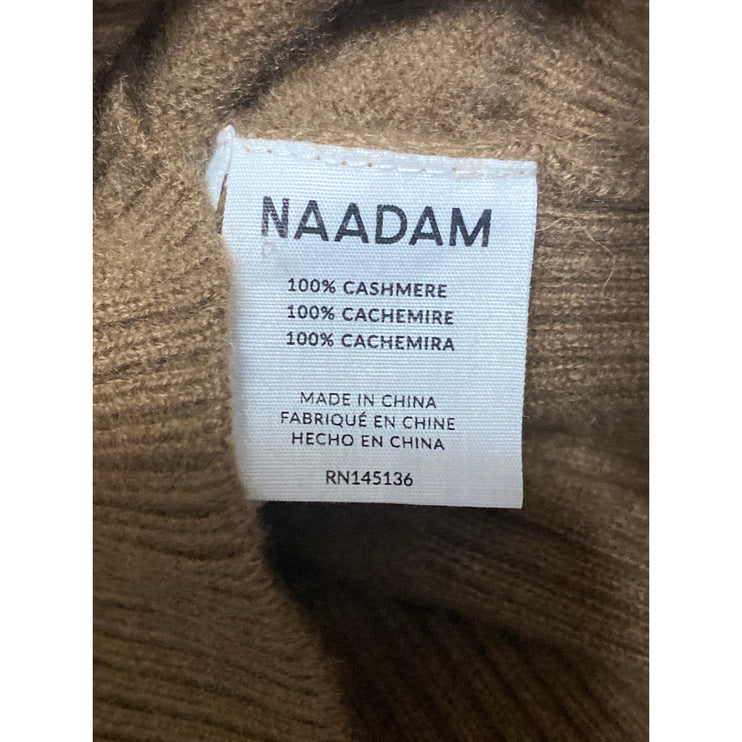 NAADAM
100% CASHMERE
100% CACHEMIRE
100% CACHEMIRA
MADE IN CHINA
FABRIQUÉ EN CHINE
HECHO EN CHINA
RN145136